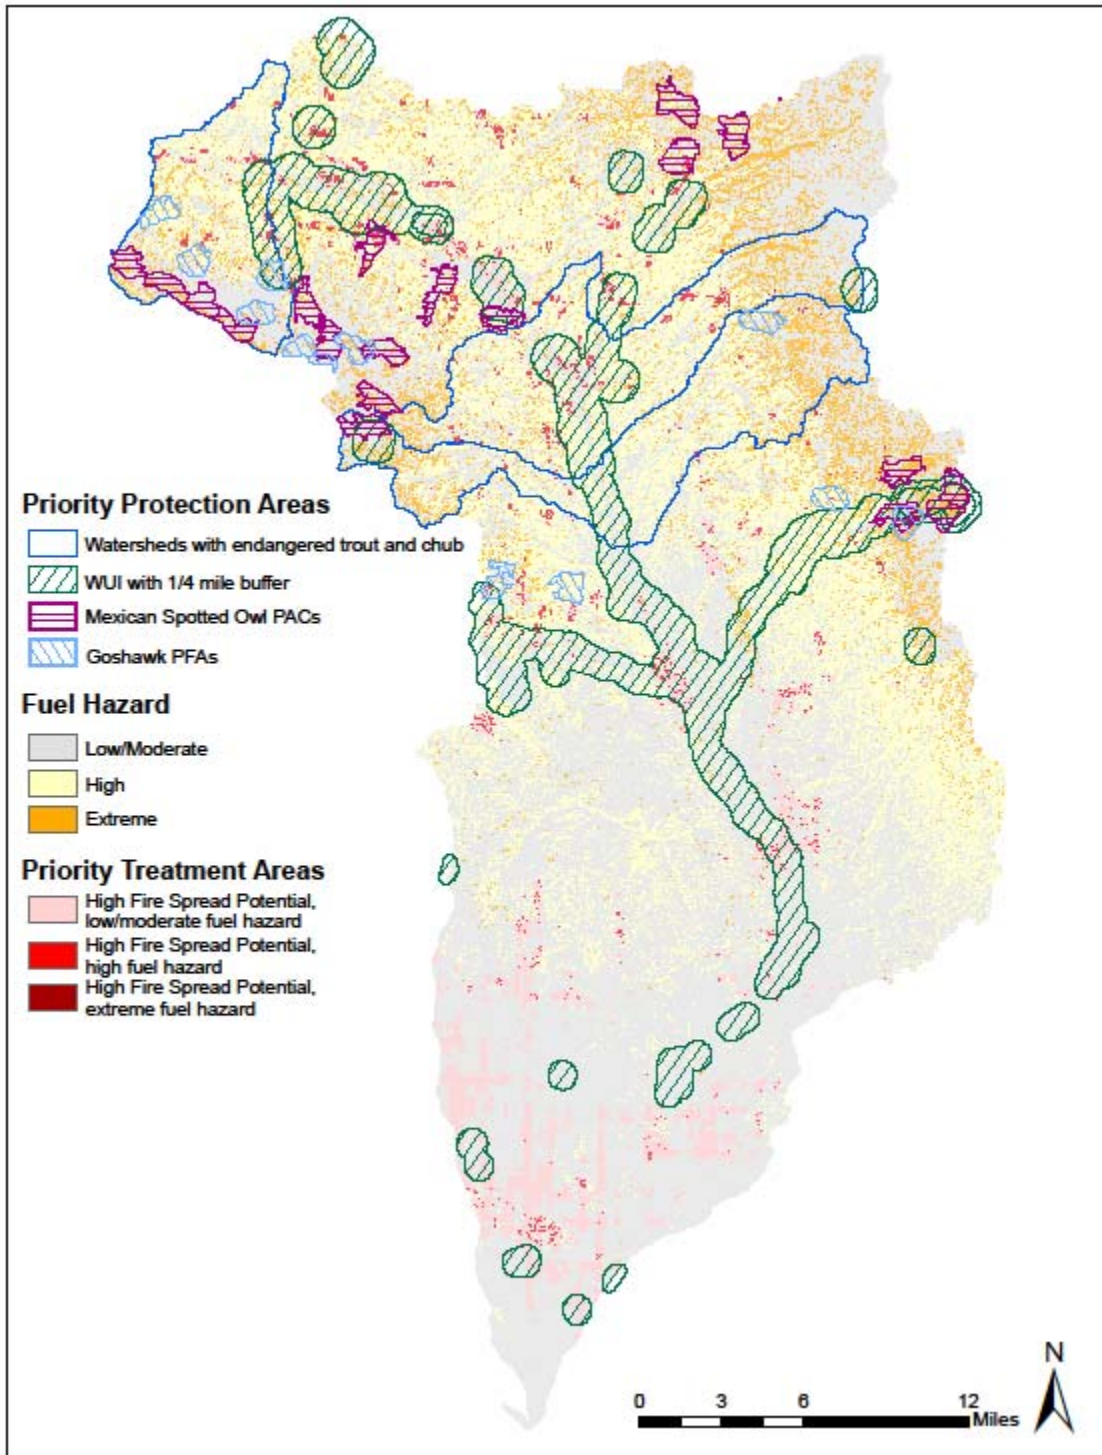 Priority Protection Areas
Watersheds with endangered trout and chub
WUI with 1/4 mile buffer
Mexican Spotted Owl PACs
Goshawk PFAs
Fuel Hazard
Low/Moderate
High
Extreme
Priority Treatment Areas
High Fire Spread Potential,
low/moderate fuel hazard
High Fire Spread Potential,
high fuel hazard
High Fire Spread Potential,
extreme fuel hazard
N
0 3 6 12
Miles